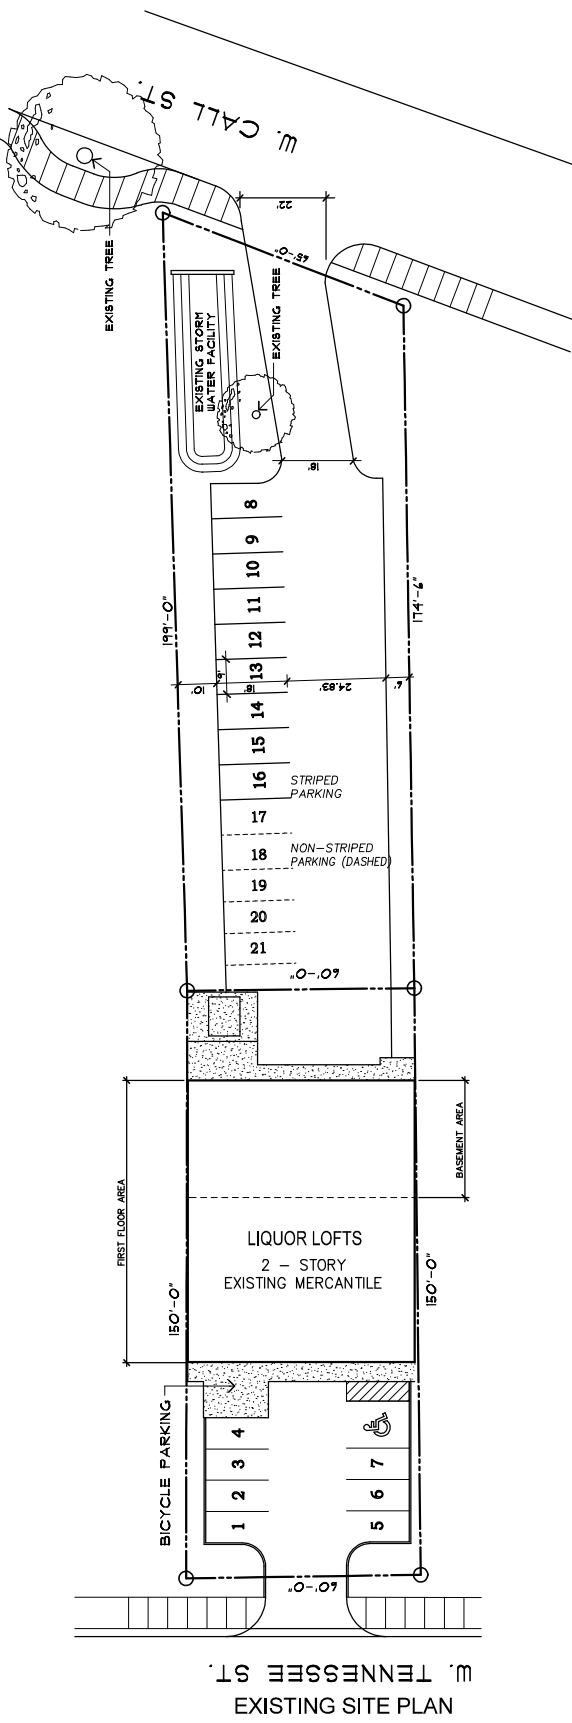 W. CALL ST.
22'
EXISTING TREE
65'-0"
EXISTING TREE
EXISTING STORM
WATER FACILITY
18'
8
9
10
11
12
13
14
15
16
17
18
19
20
21
199'-0"
174'-6"
10'
18'
9'
24.83'
6'
STRIPED
PARKING
NON-STRIPED
PARKING (DASHED)
60'-0"
FIRST FLOOR AREA
BASEMENT AREA
LIQUOR LOFTS
2 - STORY
EXISTING MERCANTILE
150'-0"
150'-0"
BICYCLE PARKING
4
3
2
1
7
6
5
60'-0"
W. TENNESSEE ST.
EXISTING SITE PLAN